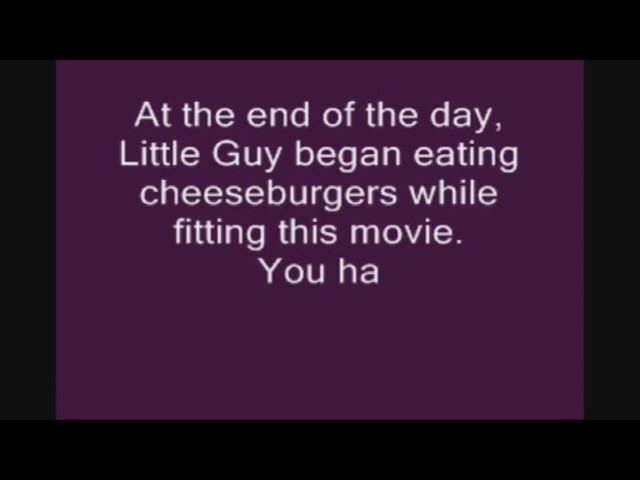 At the end of the day,
Little Guy began eating
cheeseburgers while
fitting this movie.
You ha